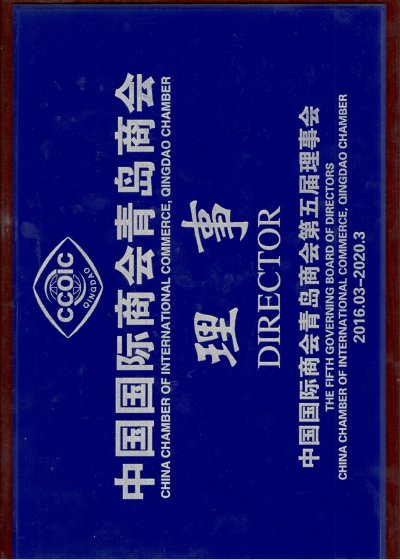 CCOIC
QINGDAO
中国国际商会青岛商会
CHINA CHAMBER OF INTERNATIONAL COMMERCE, QINGDAO CHAMBER
理 事
DIRECTOR
中国国际商会青岛商会第五届理事会
THE FIFTH GOVERNING BOARD OF DIRECTORS
CHINA CHAMBER OF INTERNATIONAL COMMERCE, QINGDAO CHAMBER
2016.03-2020.3